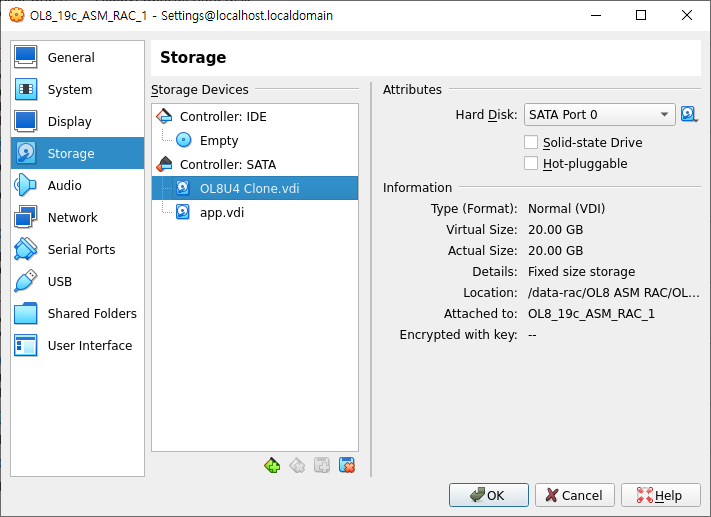 OL8_19c_ASM_RAC_1 - Settings@localhost.localdomain
General
System
Display
Storage
Audio
Network
Serial Ports
USB
Shared Folders
User Interface
Storage
Storage Devices
Controller: IDE
Empty
Controller: SATA
OL8U4 Clone.vdi
app.vdi
Attributes
Hard Disk: SATA Port 0
Solid-state Drive
Hot-pluggable
Information
Type (Format): Normal (VDI)
Virtual Size: 20.00 GB
Actual Size: 20.00 GB
Details: Fixed size storage
Location: /data-rac/OL8 ASM RAC/OL...
Attached to: OL8_19c_ASM_RAC_1
Encrypted with key: --
OK Cancel Help